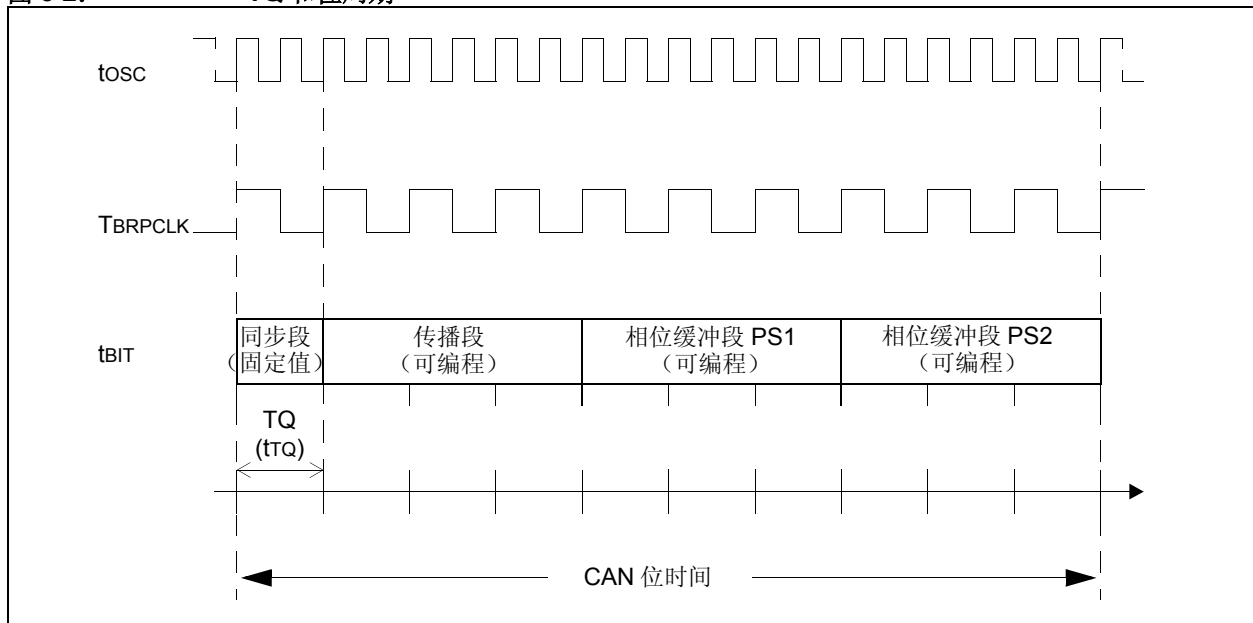 tosc
TBRPCLK
tBIT
同步段
（固定值）
传播段
（可编程）
相位缓冲段 PS1
（可编程）
相位缓冲段 PS2
（可编程）
TQ
(tTQ)
CAN 位时间